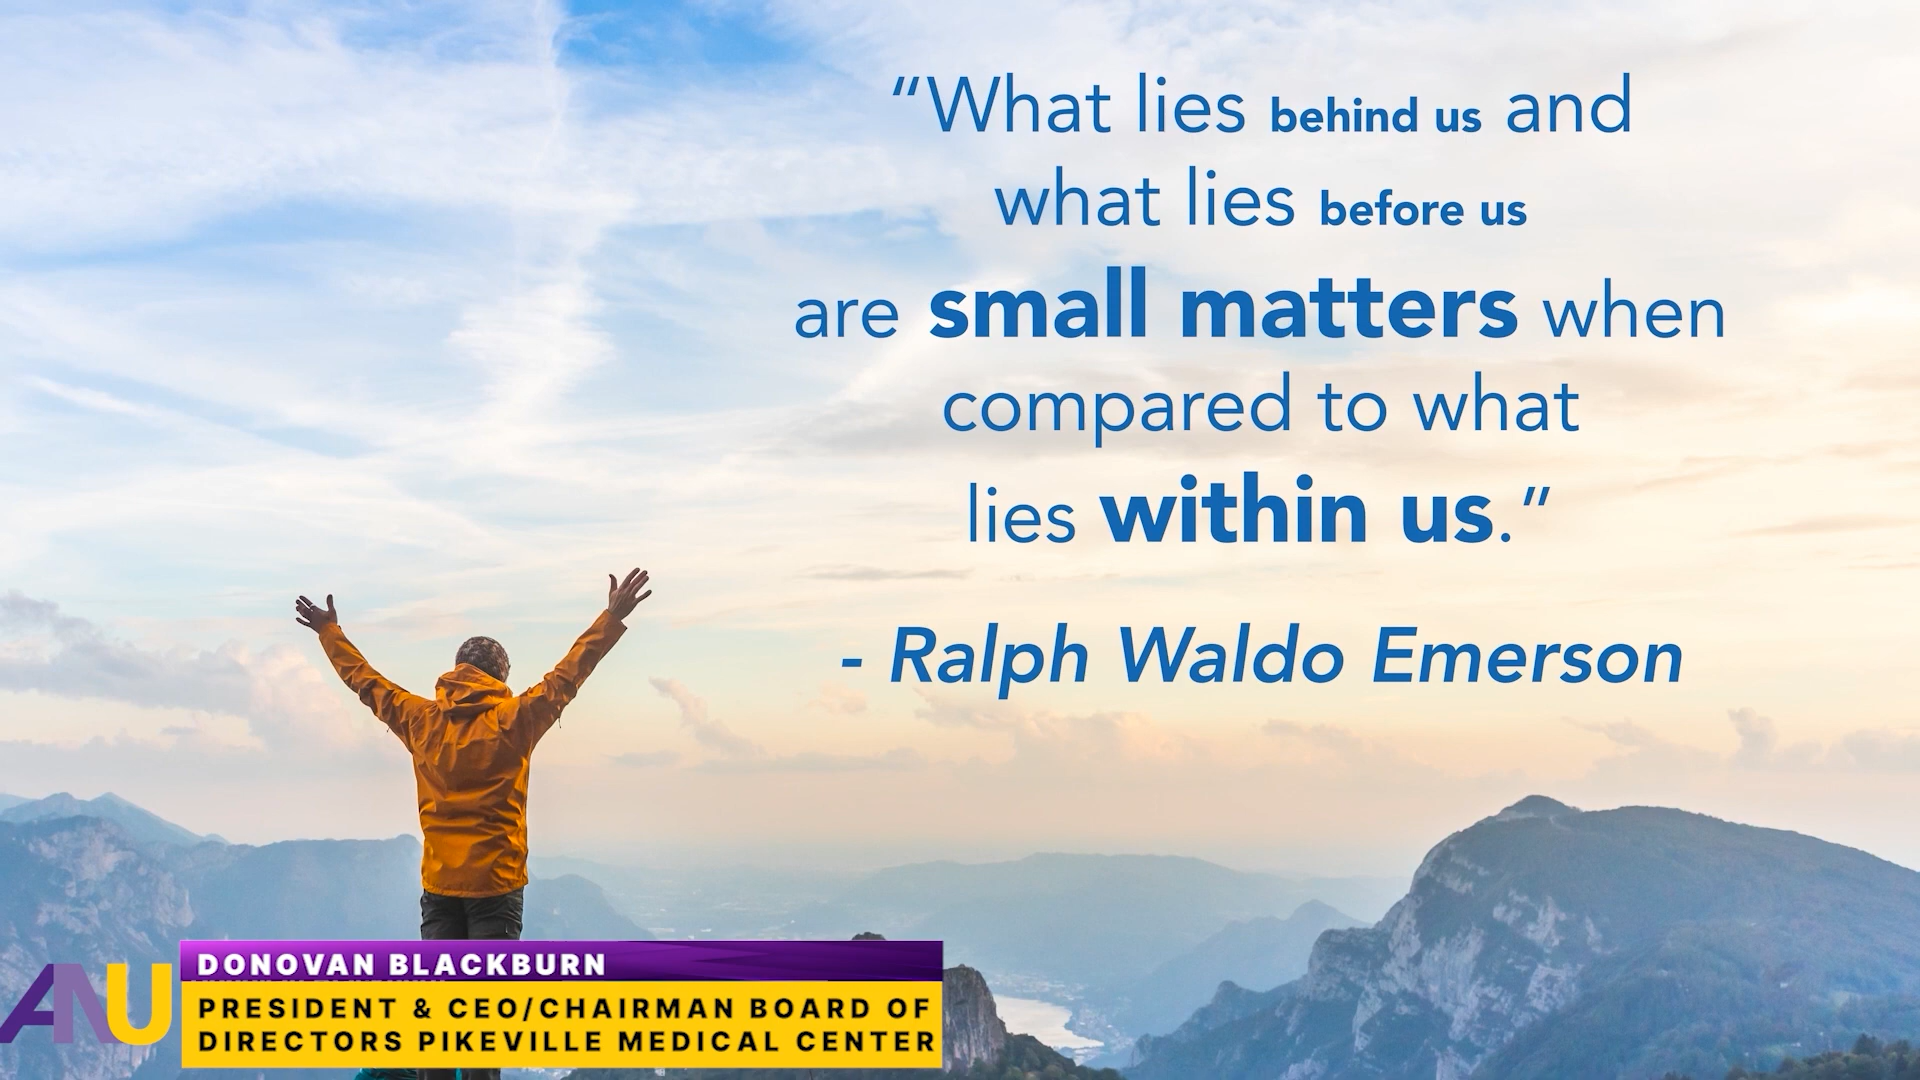 “What lies behind us and
what lies before us
are small matters when
compared to what
lies within us.”
- Ralph Waldo Emerson
ANU
DONOVAN BLACKBURN
PRESIDENT & CEO/CHAIRMAN BOARD OF
DIRECTORS PIKEVILLE MEDICAL CENTER